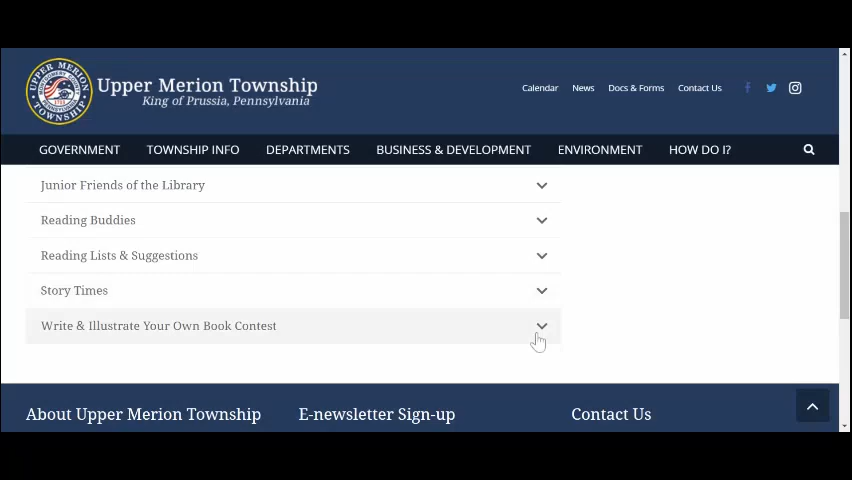 Upper Merion Township
King of Prussia, Pennsylvania
Calendar News Docs & Forms Contact Us
GOVERNMENT TOWNSHIP INFO DEPARTMENTS BUSINESS & DEVELOPMENT ENVIRONMENT HOW DO I?
Junior Friends of the Library
Reading Buddies
Reading Lists & Suggestions
Story Times
Write & Illustrate Your Own Book Contest
About Upper Merion Township E-newsletter Sign-up Contact Us